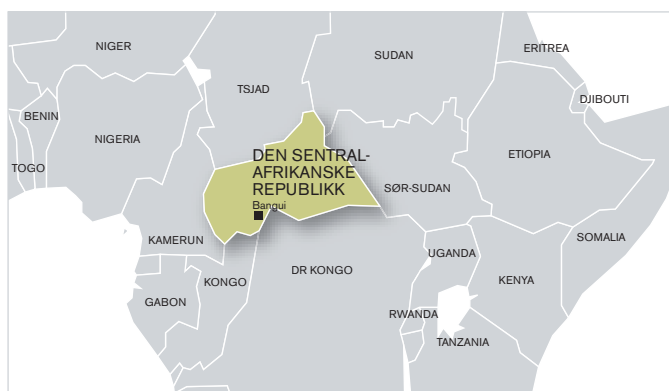 NIGER
SUDAN
ERITREA
TSJAD
DJIBOUTI
BENIN
NIGERIA
ETIOPIA
TOGO
DEN SENTRAL-
AFRIKANSKE
REPUBLIKK
Bangui
SØR-SUDAN
KAMERUN
SOMALIA
UGANDA
DR KONGO
KONGO
KENYA
GABON
RWANDA
TANZANIA